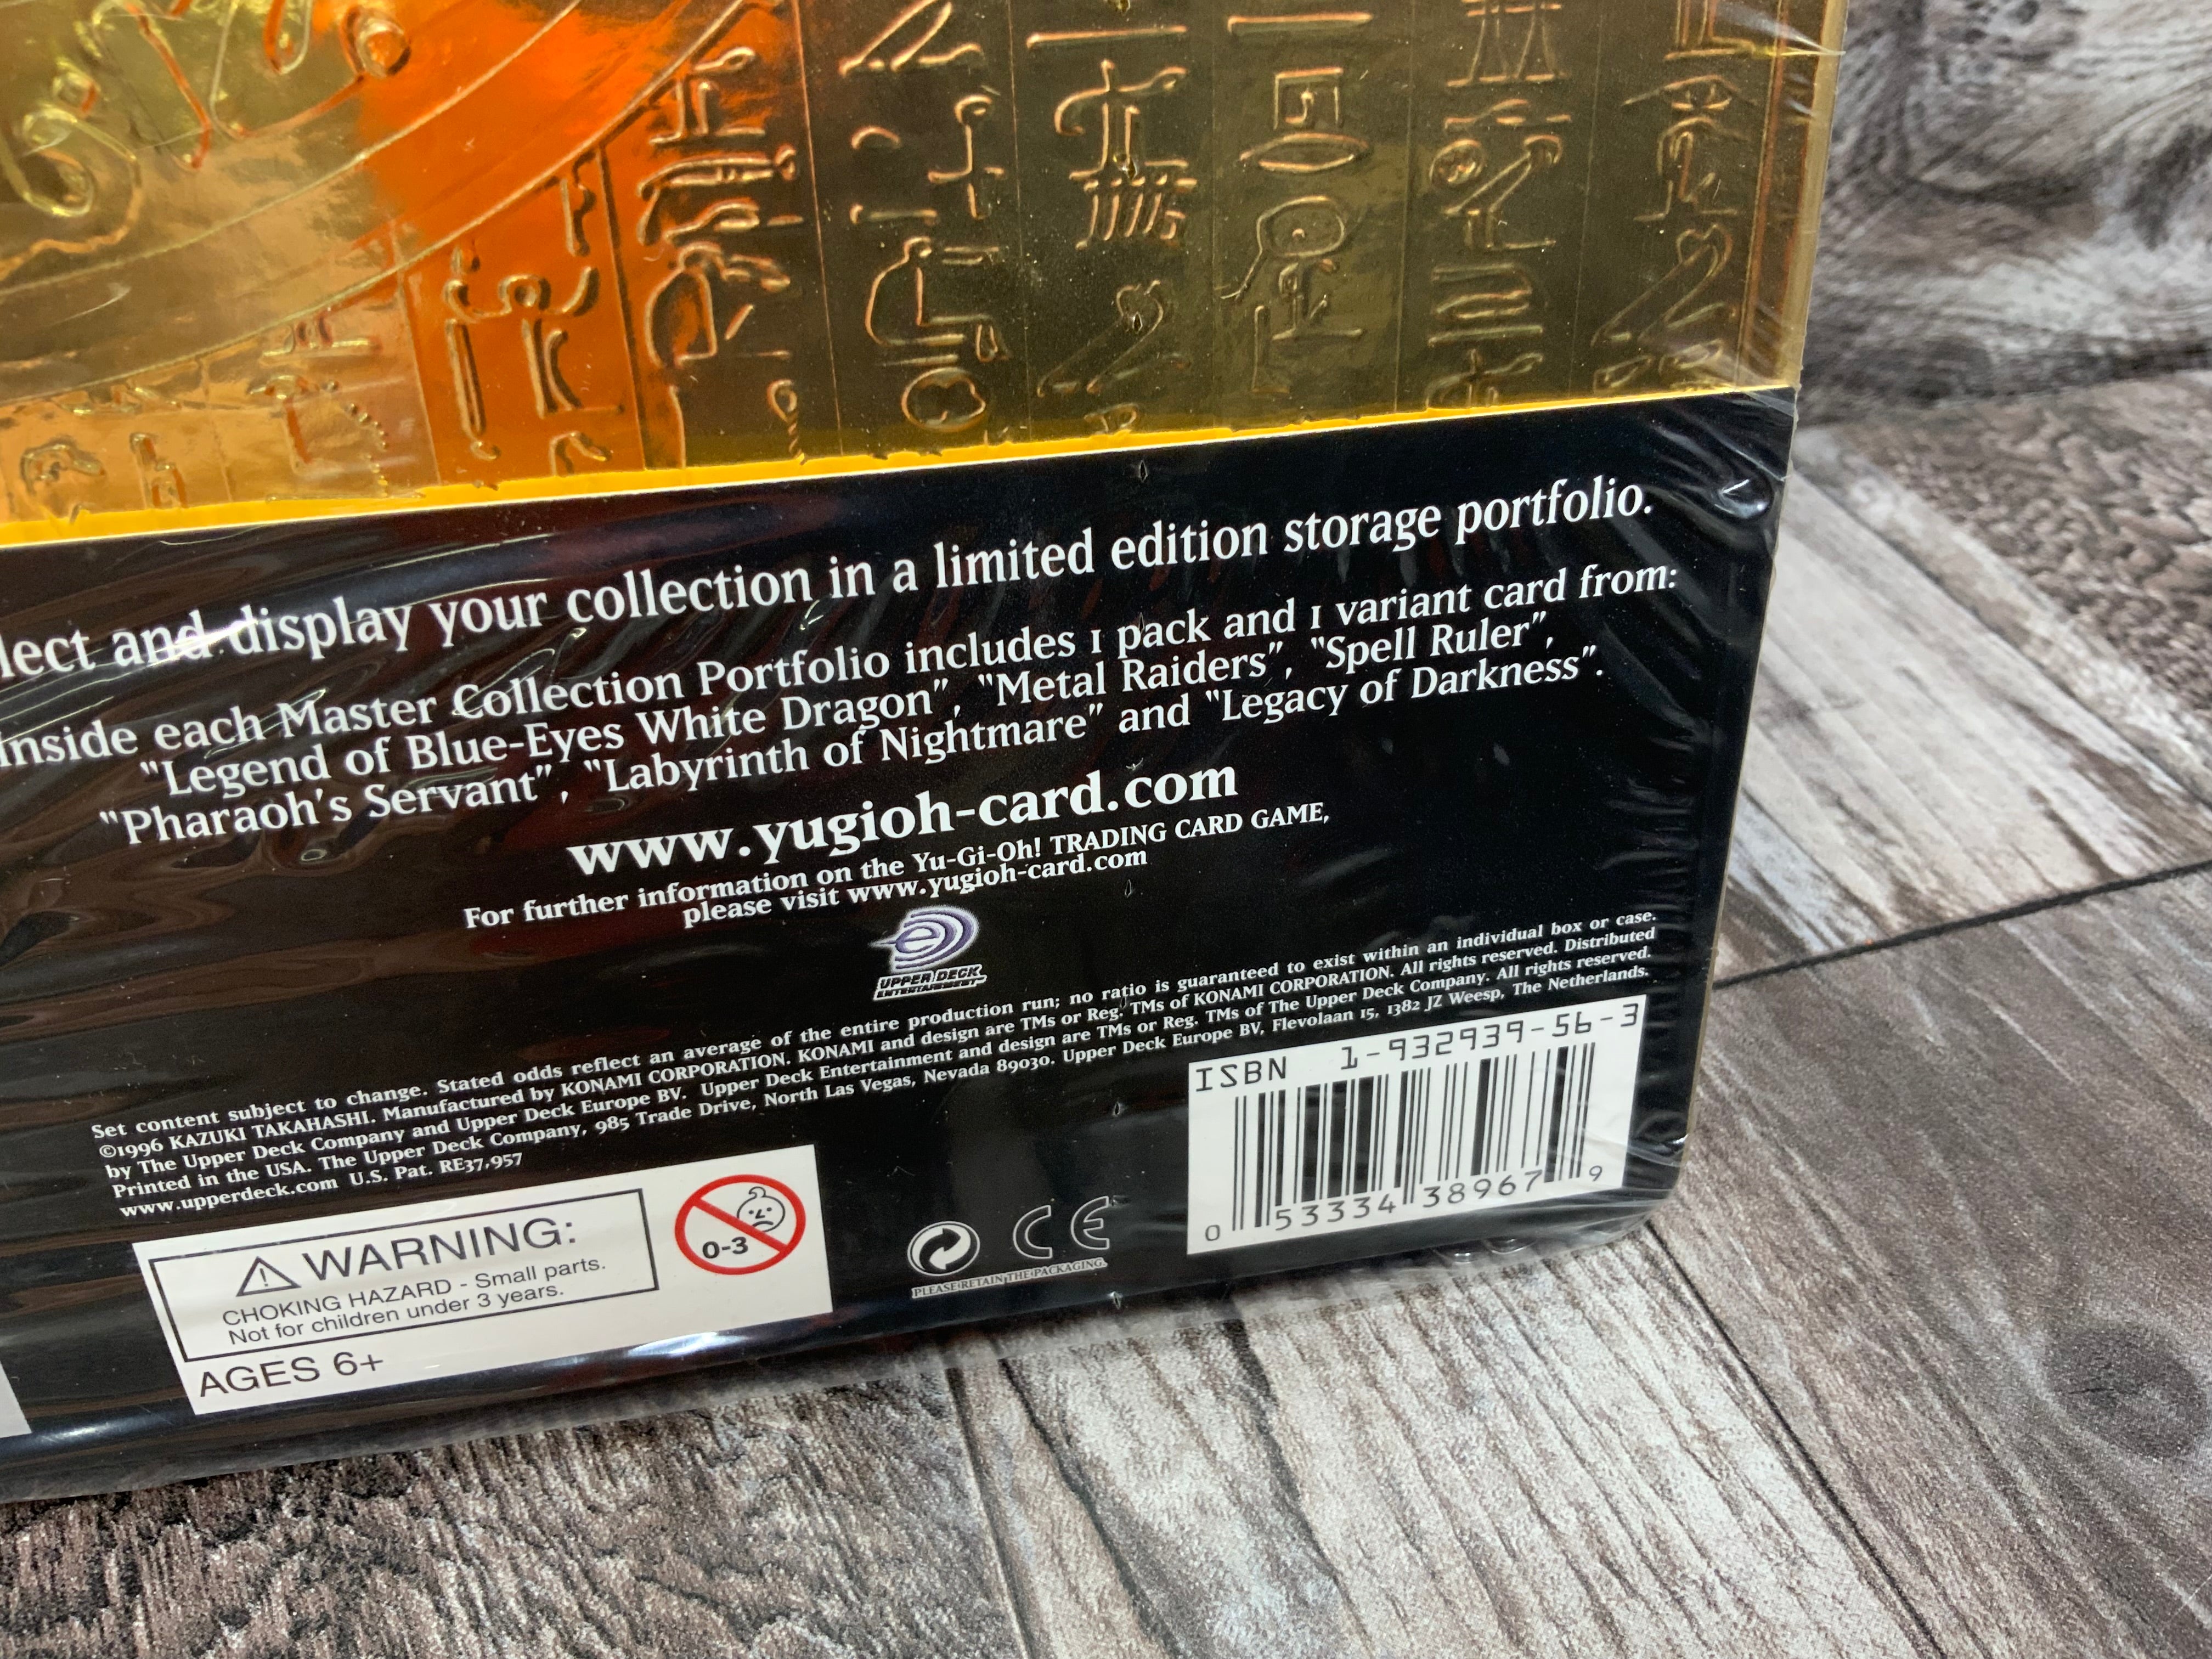 lect and display your collection in a limited edition storage portfolio.
Inside each Master Collection Portfolio includes 1 pack and 1 variant card from:
"Legend of Blue-Eyes White Dragon", "Metal Raiders", "Spell Ruler",
"Pharaoh's Servant", "Labyrinth of Nightmare" and "Legacy of Darkness".
www.yugioh-card.com
For further information on the Yu-Gi-Oh! TRADING CARD GAME,
please visit www.yugioh-card.com
UPPER DECK
ENTERTAINMENT
Set content subject to change. Stated odds reflect an average of the entire production run; no ratio is guaranteed to exist within an individual box or case.
©1996 KAZUKI TAKAHASHI. Manufactured by KONAMI CORPORATION. KONAMI and design are TMs or Reg. TMs of KONAMI CORPORATION. All rights reserved. Distributed
by The Upper Deck Company and Upper Deck Europe BV. Upper Deck Entertainment and design are TMs or Reg. TMs of The Upper Deck Company. All rights reserved.
Printed in the USA. The Upper Deck Company, 985 Trade Drive, North Las Vegas, Nevada 89030. Upper Deck Europe BV, Flevolaan 15, 1382 JZ Weesp, The Netherlands.
www.upperdeck.com U.S. Pat. RE37,957
ISBN 1-932939-56-3
0 53334 38967 9
WARNING:
CHOKING HAZARD - Small parts.
Not for children under 3 years.
0-3
AGES 6+
CE
PLEASE RETAIN THE PACKAGING.